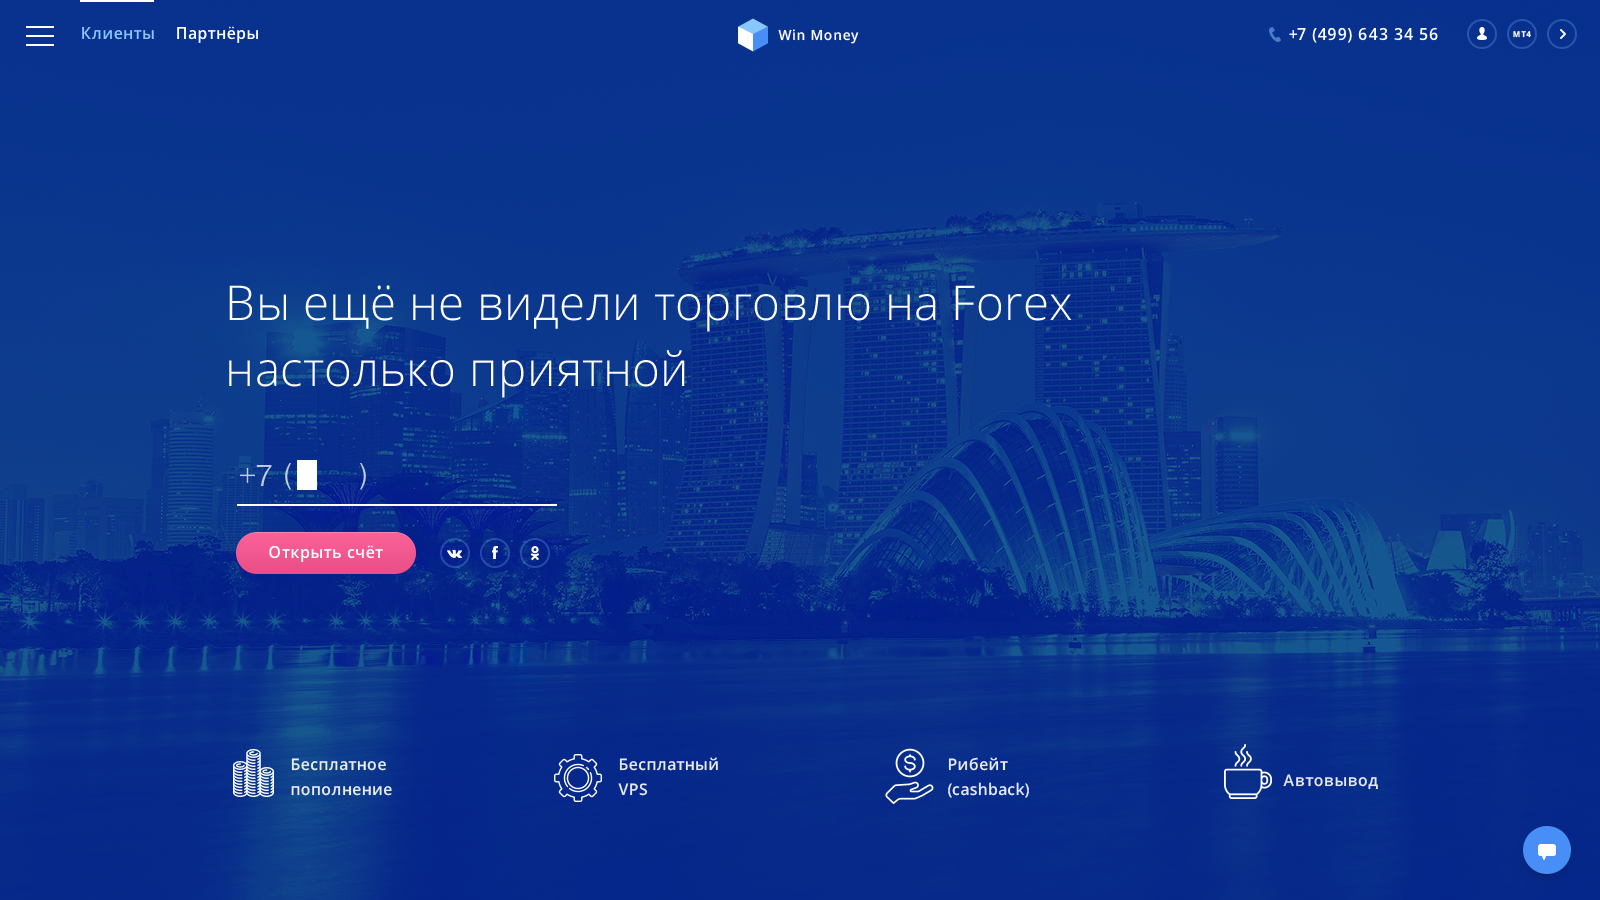 Клиенты Партнёры Win Money +7 (499) 643 34 56 MT4
Вы ещё не видели торговлю на Forex
настолько приятной
+7 ( )
Открыть счёт
Бесплатное
пополнение
Бесплатный
VPS
Рибейт
(cashback)
Автовывод